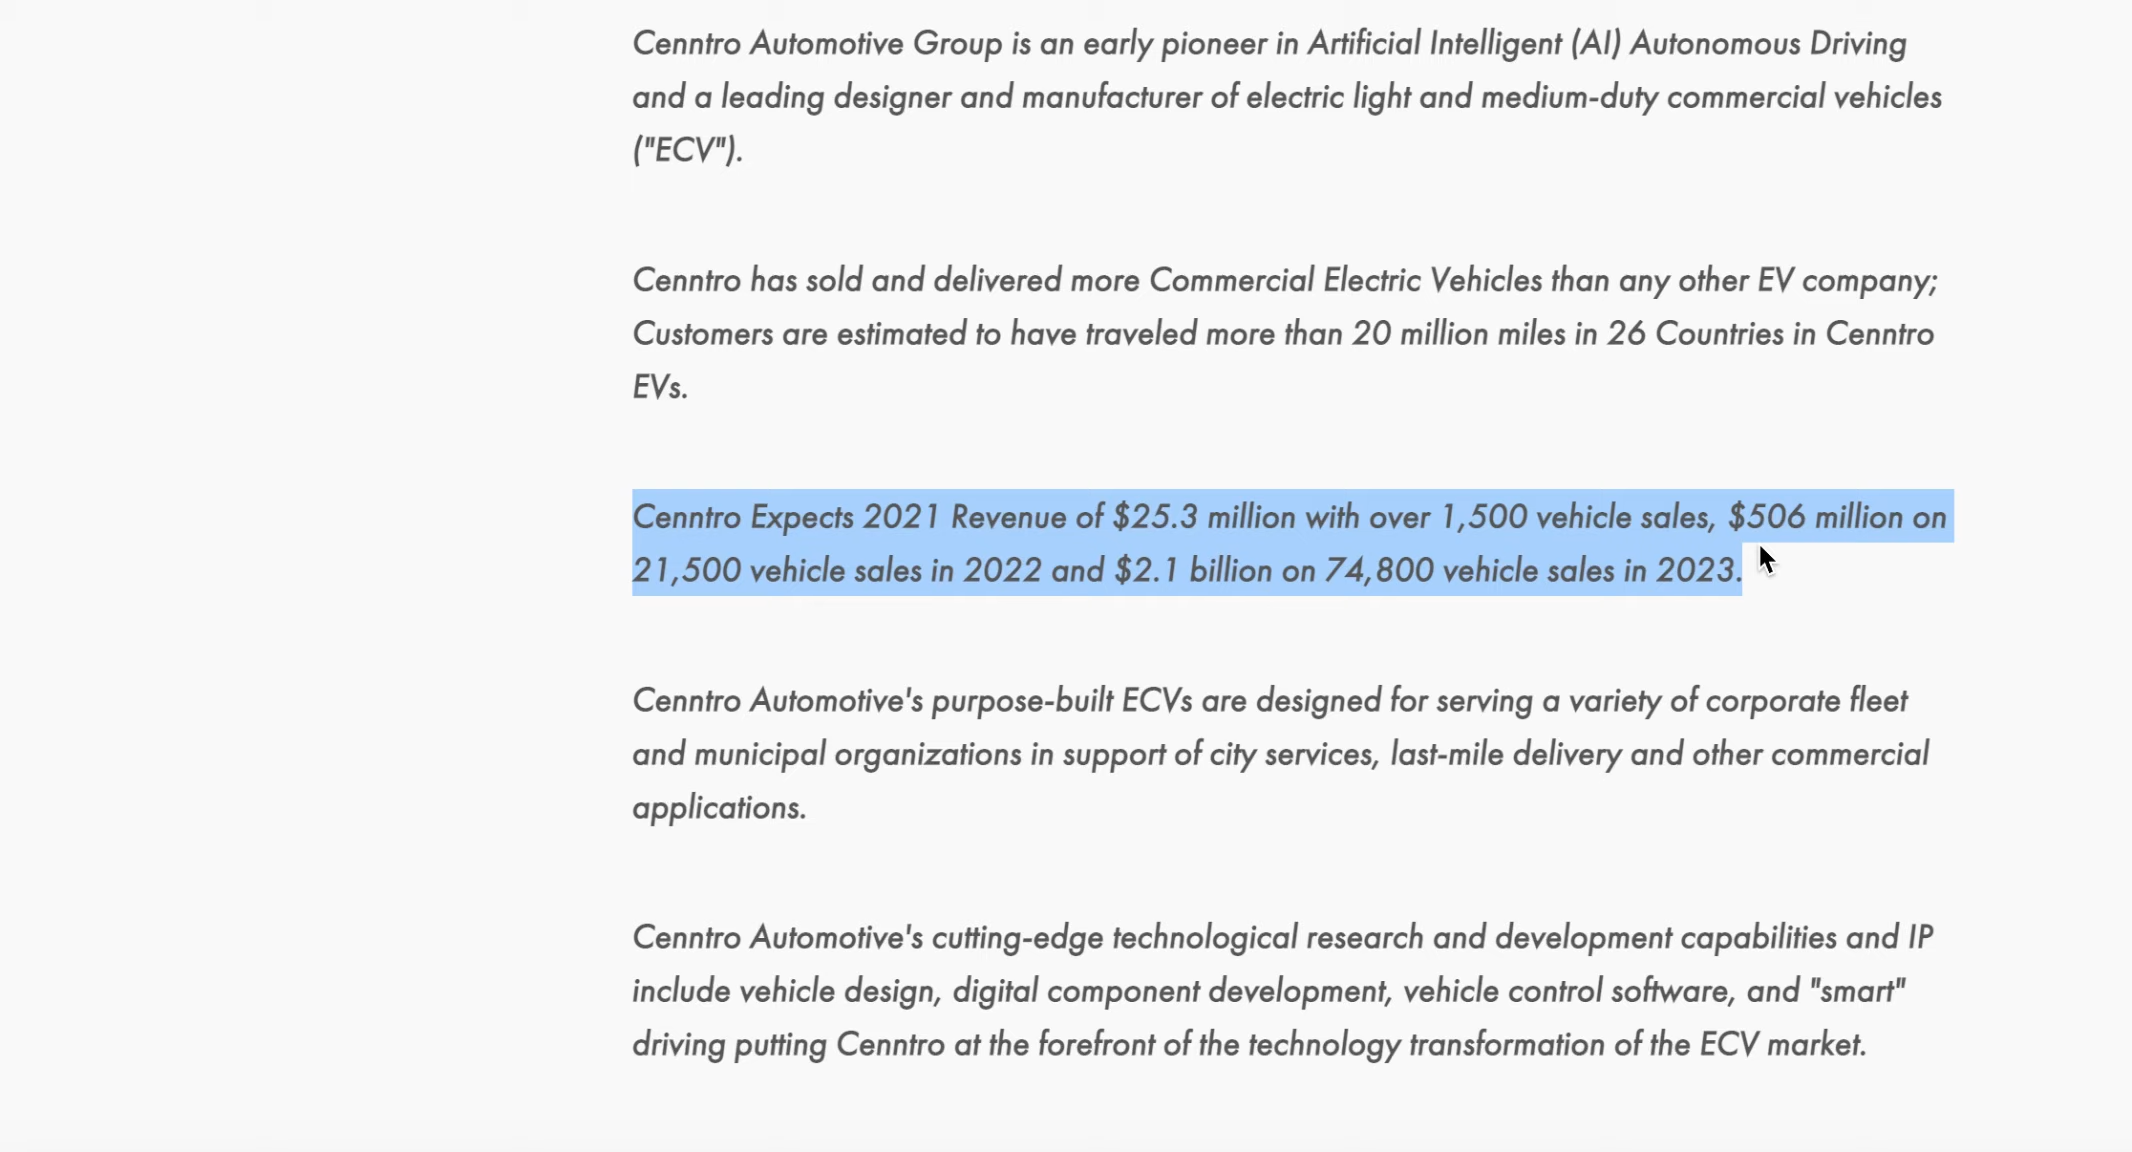 Cenntro Automotive Group is an early pioneer in Artificial Intelligent (AI) Autonomous Driving
and a leading designer and manufacturer of electric light and medium-duty commercial vehicles
("ECV").
Cenntro has sold and delivered more Commercial Electric Vehicles than any other EV company;
Customers are estimated to have traveled more than 20 million miles in 26 Countries in Cenntro
EVs.
Cenntro Expects 2021 Revenue of $25.3 million with over 1,500 vehicle sales, $506 million on
21,500 vehicle sales in 2022 and $2.1 billion on 74,800 vehicle sales in 2023.
Cenntro Automotive's purpose-built ECVs are designed for serving a variety of corporate fleet
and municipal organizations in support of city services, last-mile delivery and other commercial
applications.
Cenntro Automotive's cutting-edge technological research and development capabilities and IP
include vehicle design, digital component development, vehicle control software, and "smart"
driving putting Cenntro at the forefront of the technology transformation of the ECV market.